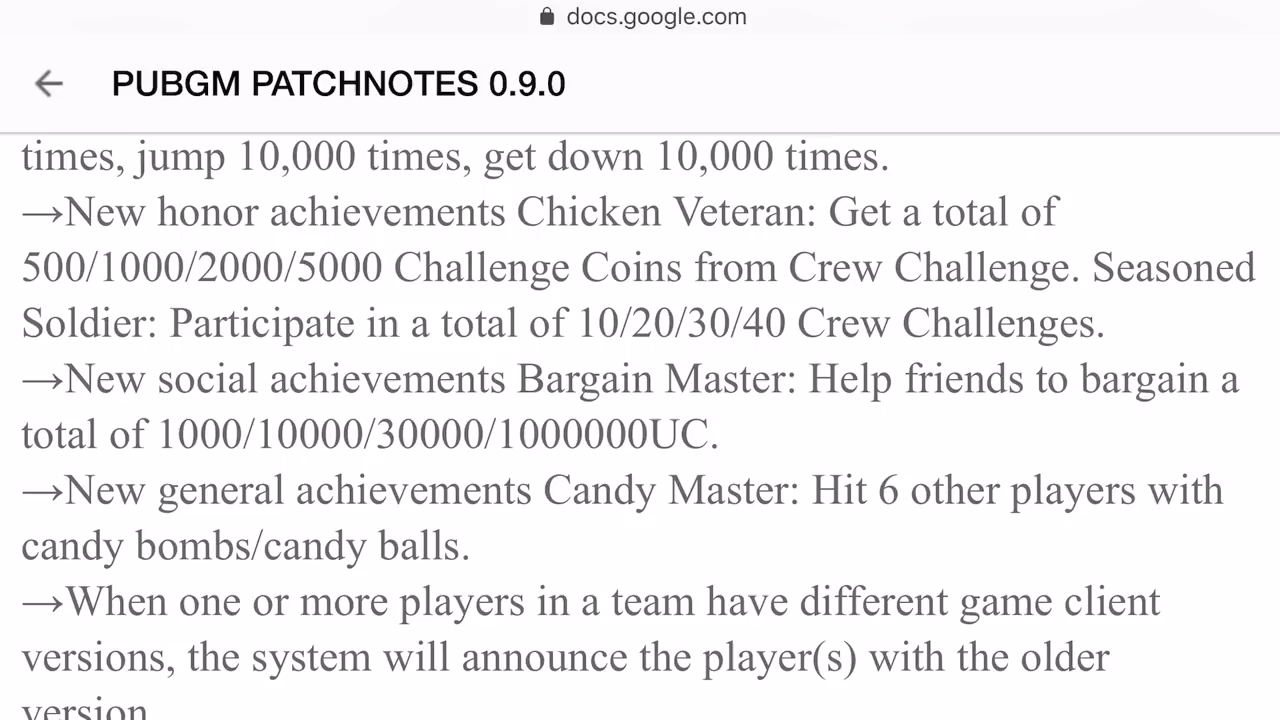 docs.google.com
PUBGM PATCHNOTES 0.9.0
times, jump 10,000 times, get down 10,000 times.
→New honor achievements Chicken Veteran: Get a total of
500/1000/2000/5000 Challenge Coins from Crew Challenge. Seasoned
Soldier: Participate in a total of 10/20/30/40 Crew Challenges.
→New social achievements Bargain Master: Help friends to bargain a
total of 1000/10000/30000/1000000UC.
→New general achievements Candy Master: Hit 6 other players with
candy bombs/candy balls.
→When one or more players in a team have different game client
versions, the system will announce the player(s) with the older
version